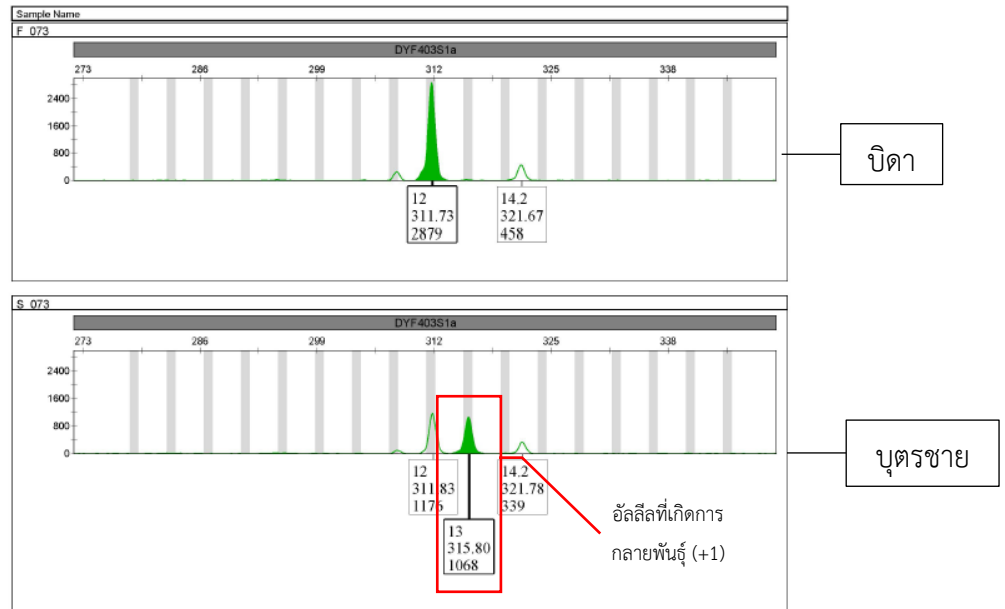 Sample Name
F_073
DYF403S1a
273 286 299 312 325 338
2400
1600
800
0
12
311.73
2879
14.2
321.67
458
บิดา
S_073
DYF403S1a
273 286 299 312 325 338
2400
1600
800
0
12
311.83
1176
14.2
321.78
339
13
315.80
1068
อัลลีลที่เกิดการ
กลายพันธุ์ (+1)
บุตรชาย